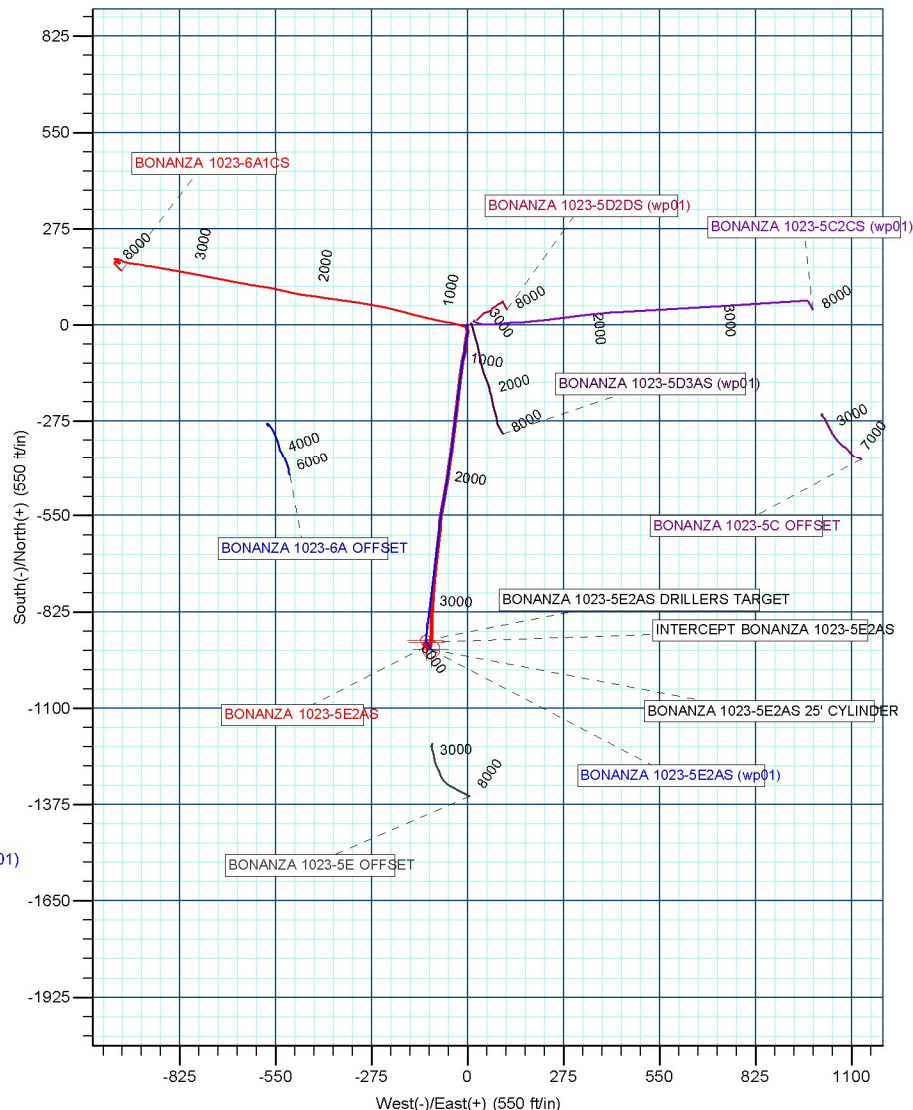 825
550
275
0
-275
-550
-825
-1100
-1375
-1650
-1925
South(-)/North(+) (550 ft/in)
BONANZA 1023-6A1CS
8000
3000
2000
1000
BONANZA 1023-5D2DS (wp01)
8000
3000
BONANZA 1023-5C2CS (wp01)
8000
2000
3000
1000
2000
BONANZA 1023-5D3AS (wp01)
8000
3000
7000
4000
6000
2000
BONANZA 1023-5C OFFSET
BONANZA 1023-6A OFFSET
3000
BONANZA 1023-5E2AS DRILLERS TARGET
INTERCEPT BONANZA 1023-5E2AS
BONANZA 1023-5E2AS
BONANZA 1023-5E2AS 25' CYLINDER
3000
8000
BONANZA 1023-5E2AS (wp01)
BONANZA 1023-5E OFFSET
01)
-825
-550
-275
0
275
550
825
1100
West(-)/East(+) (550 ft/in)